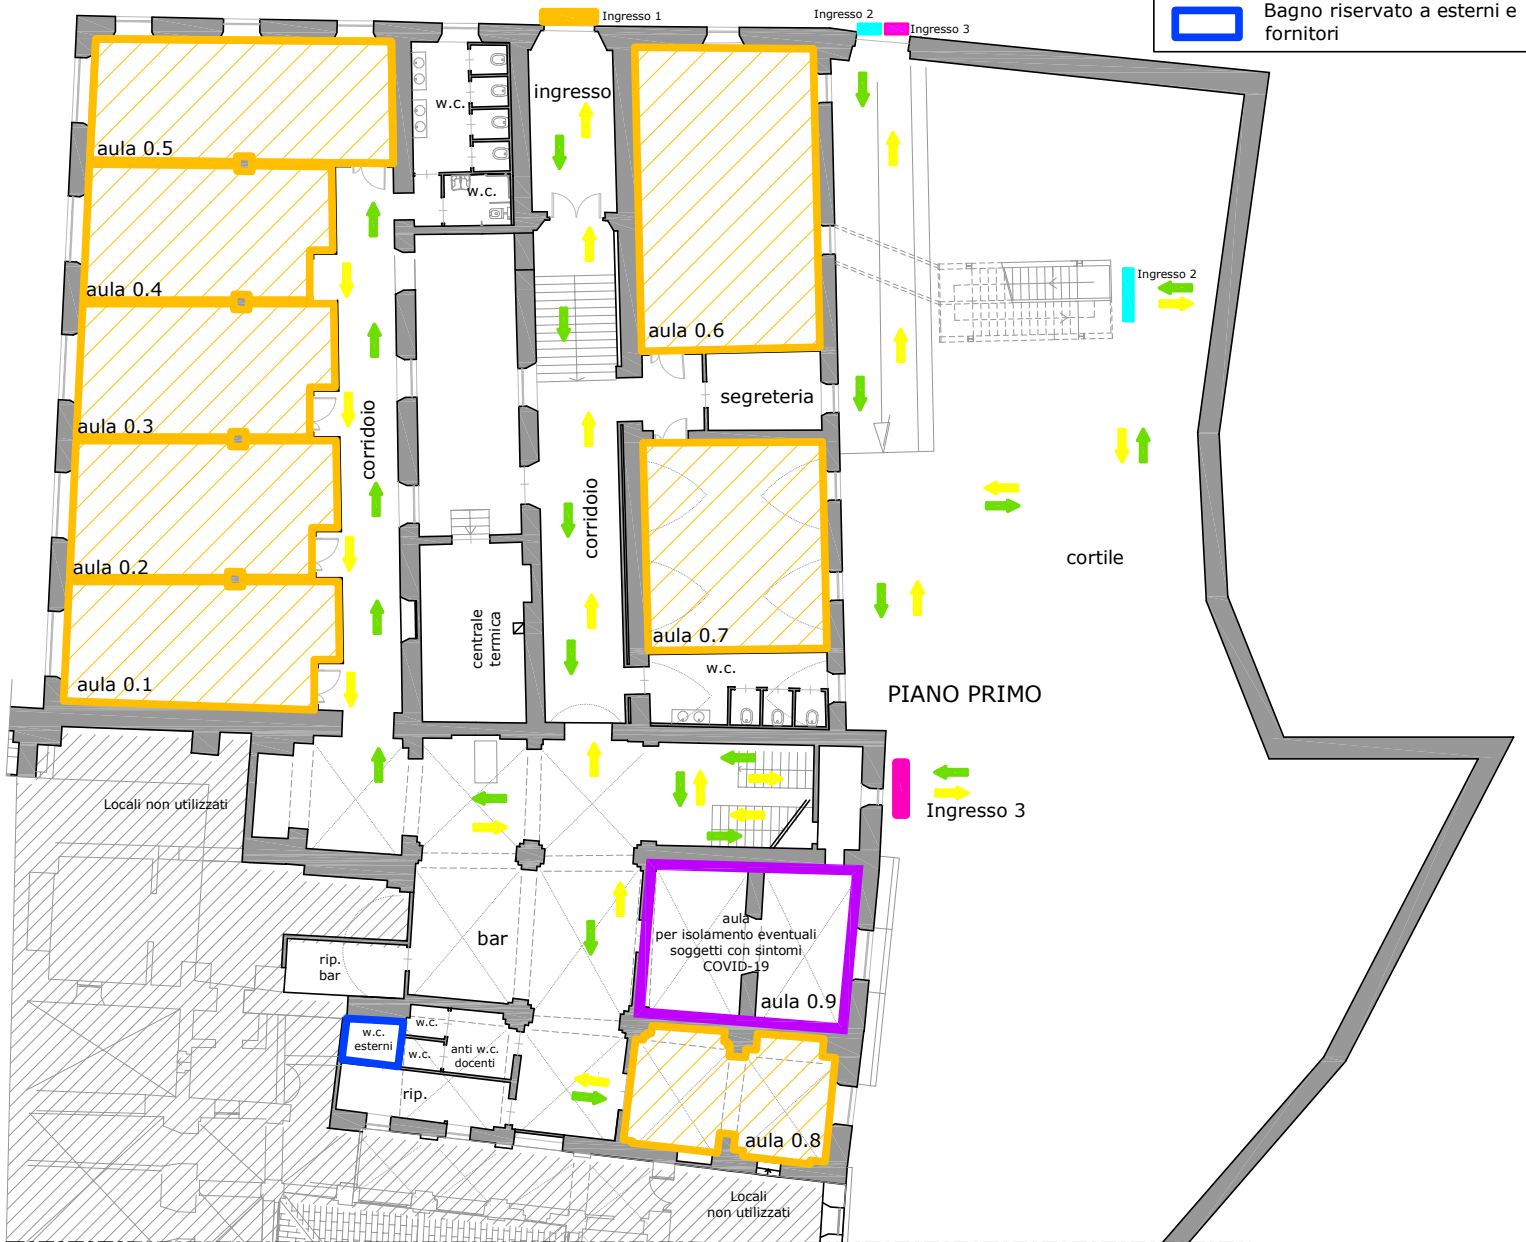 Ingresso 1
Ingresso 2
Ingresso 3
Bagno riservato a esterni e
fornitori
ingresso
w.c.
aula 0.5
w.c.
aula 0.4
Ingresso 2
aula 0.6
segreteria
aula 0.3
corridoio
corridoio
cortile
aula 0.2
centrale
termica
aula 0.7
w.c.
aula 0.1
PIANO PRIMO
Locali non utilizzati
Ingresso 3
aula
per isolamento eventuali
soggetti con sintomi
COVID-19
bar
rip.
bar
aula 0.9
w.c.
w.c.
esterni
w.c.
anti w.c.
docenti
rip.
aula 0.8
Locali
non utilizzati